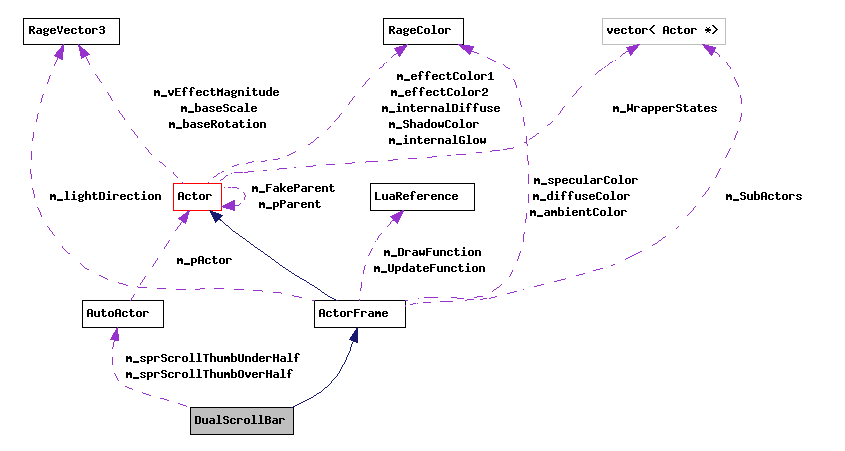 RageVector3
RageColor
vector< Actor *>
m_vEffectMagnitude
m_baseScale
m_baseRotation
m_effectColor1
m_effectColor2
m_internalDiffuse
m_ShadowColor
m_internalGlow
m_WrapperStates
m_lightDirection
Actor
m_FakeParent
m_pParent
LuaReference
m_specularColor
m_diffuseColor
m_ambientColor
m_SubActors
m_pActor
m_DrawFunction
m_UpdateFunction
AutoActor
ActorFrame
m_sprScrollThumbUnderHalf
m_sprScrollThumbOverHalf
DualScrollBar